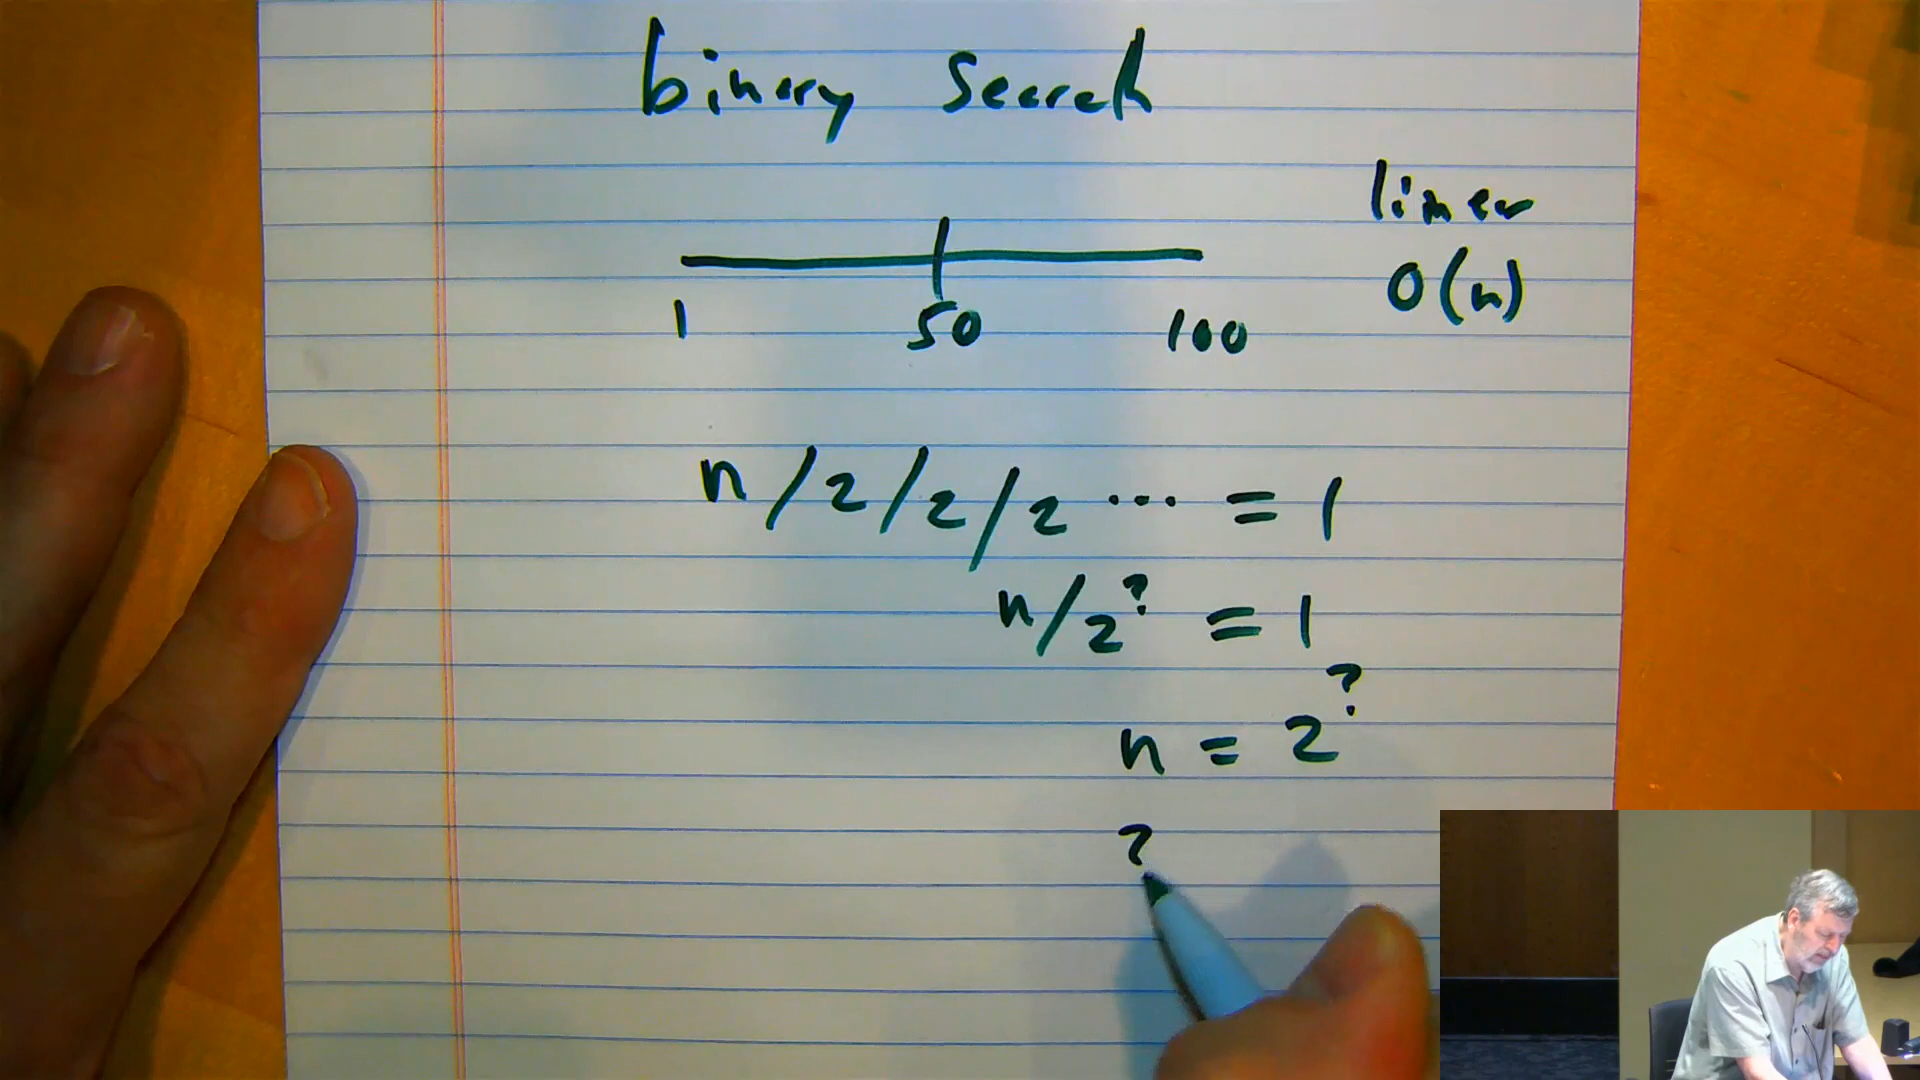 binary search
linear
O(n)
1 50 100
n/2/2/2 ... = 1
n/2^? = 1
n = 2^?
?